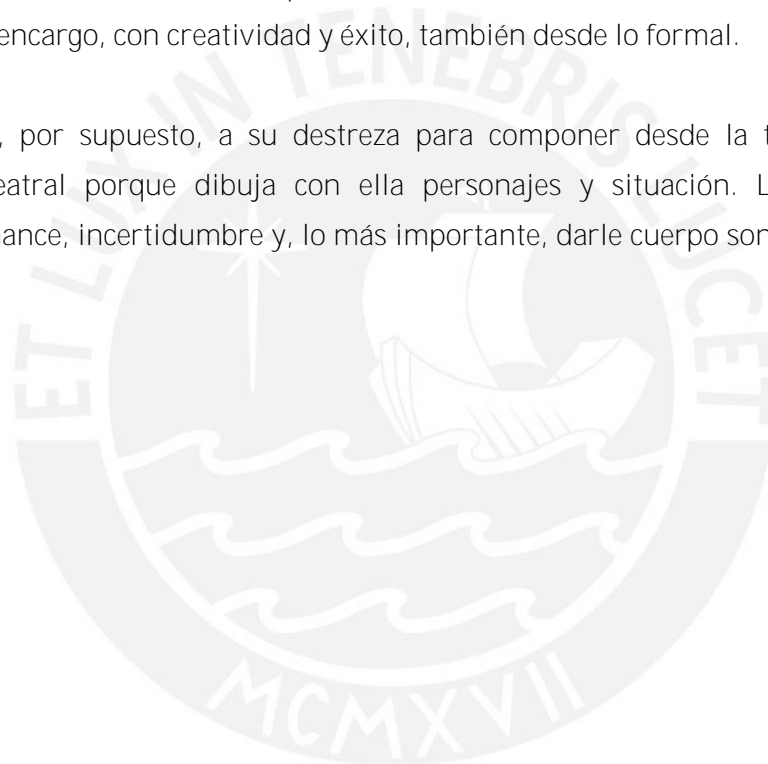 encargo, con creatividad y éxito, también desde lo formal.
, por supuesto, a su destreza para componer desde la
eatral porque dibuja con ella personajes y situación.
ance, incertidumbre y, lo más importante, darle cuerpo
ET LUX IN TENEBRIS LUCET
MCMXVII